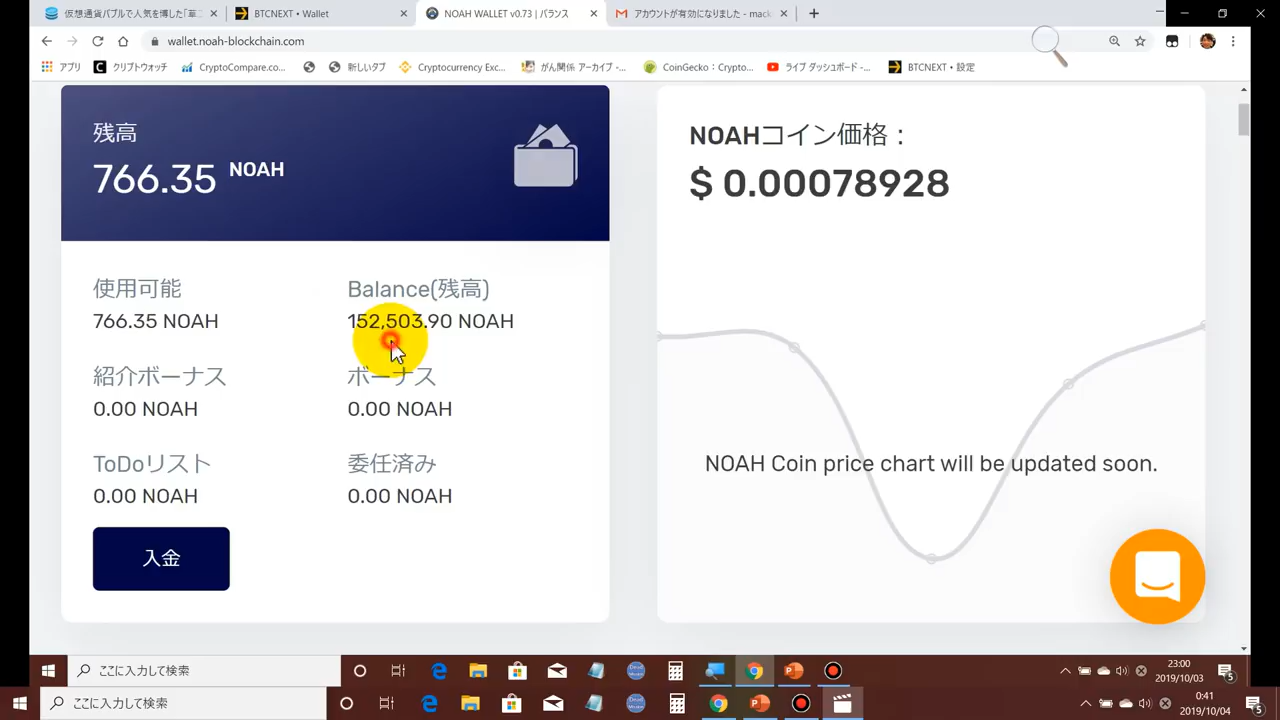 仮想通貨バブルで人気を博した「草コ
BTCNEXT • Wallet
NOAH WALLET v0.73 | バランス
アカウントが有効になりました - mack
wallet.noah-blockchain.com
アプリ
クリプトウォッチ
CryptoCompare.co...
新しいタブ
Cryptocurrency Exc...
がん関係 アーカイブ -...
CoinGecko：Crypto...
ライブ ダッシュボード -...
BTCNEXT • 設定
残高
766.35 NOAH
使用可能
766.35 NOAH
Balance(残高)
152,503.90 NOAH
紹介ボーナス
0.00 NOAH
ボーナス
0.00 NOAH
ToDoリスト
0.00 NOAH
委任済み
0.00 NOAH
入金
NOAHコイン価格：
$ 0.00078928
NOAH Coin price chart will be updated soon.
ここに入力して検索
23:00
2019/10/03
5
ここに入力して検索
0:41
2019/10/04
5